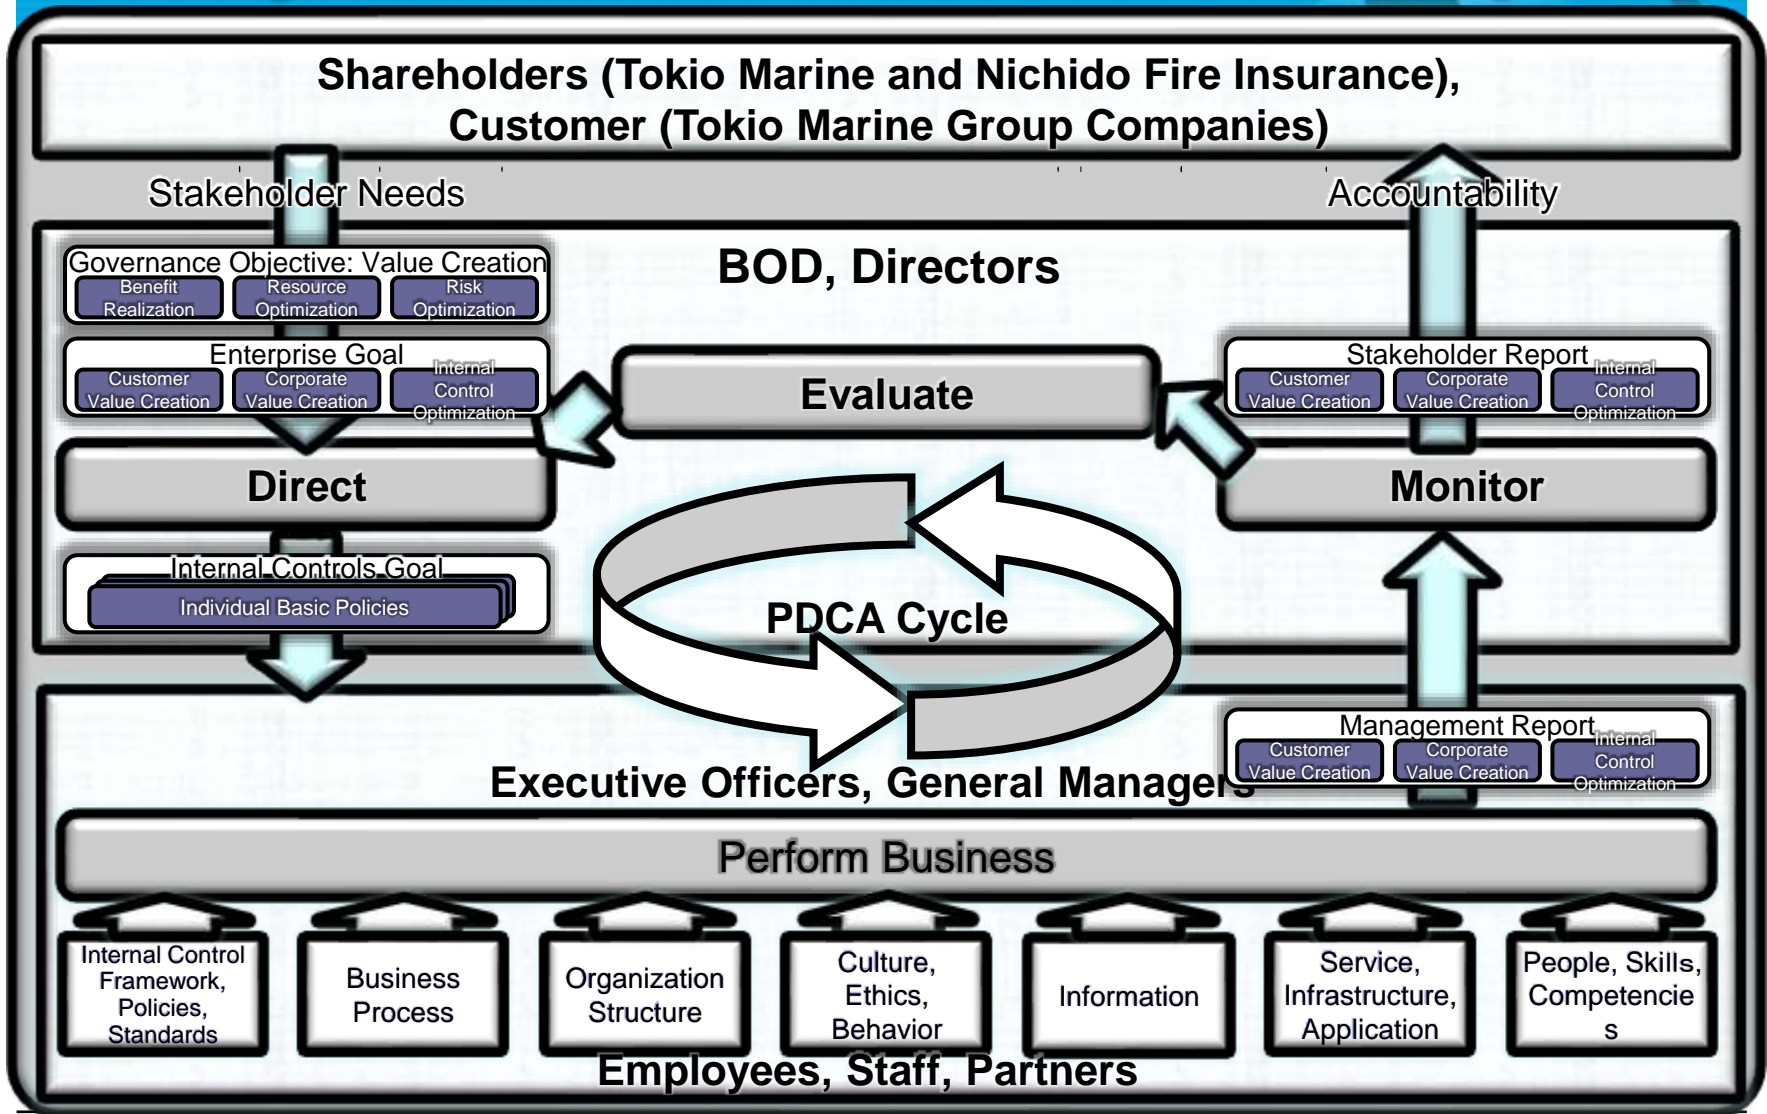 Shareholders (Tokio Marine and Nichido Fire Insurance),
Customer (Tokio Marine Group Companies)
Stakeholder Needs
Accountability
BOD, Directors
Governance Objective: Value Creation
Benefit
Realization
Resource
Optimization
Risk
Optimization
Enterprise Goal
Customer
Value Creation
Corporate
Value Creation
Internal
Control
Optimization
Evaluate
Stakeholder Report
Customer
Value Creation
Corporate
Value Creation
Internal
Control
Optimization
Direct
Monitor
Internal Controls Goal
Individual Basic Policies
PDCA Cycle
Management Report
Customer
Value Creation
Corporate
Value Creation
Internal
Control
Optimization
Executive Officers, General Managers
Perform Business
Internal Control
Framework,
Policies,
Standards
Business
Process
Organization
Structure
Culture,
Ethics,
Behavior
Information
Service,
Infrastructure,
Application
People, Skills,
Competencie
s
Employees, Staff, Partners